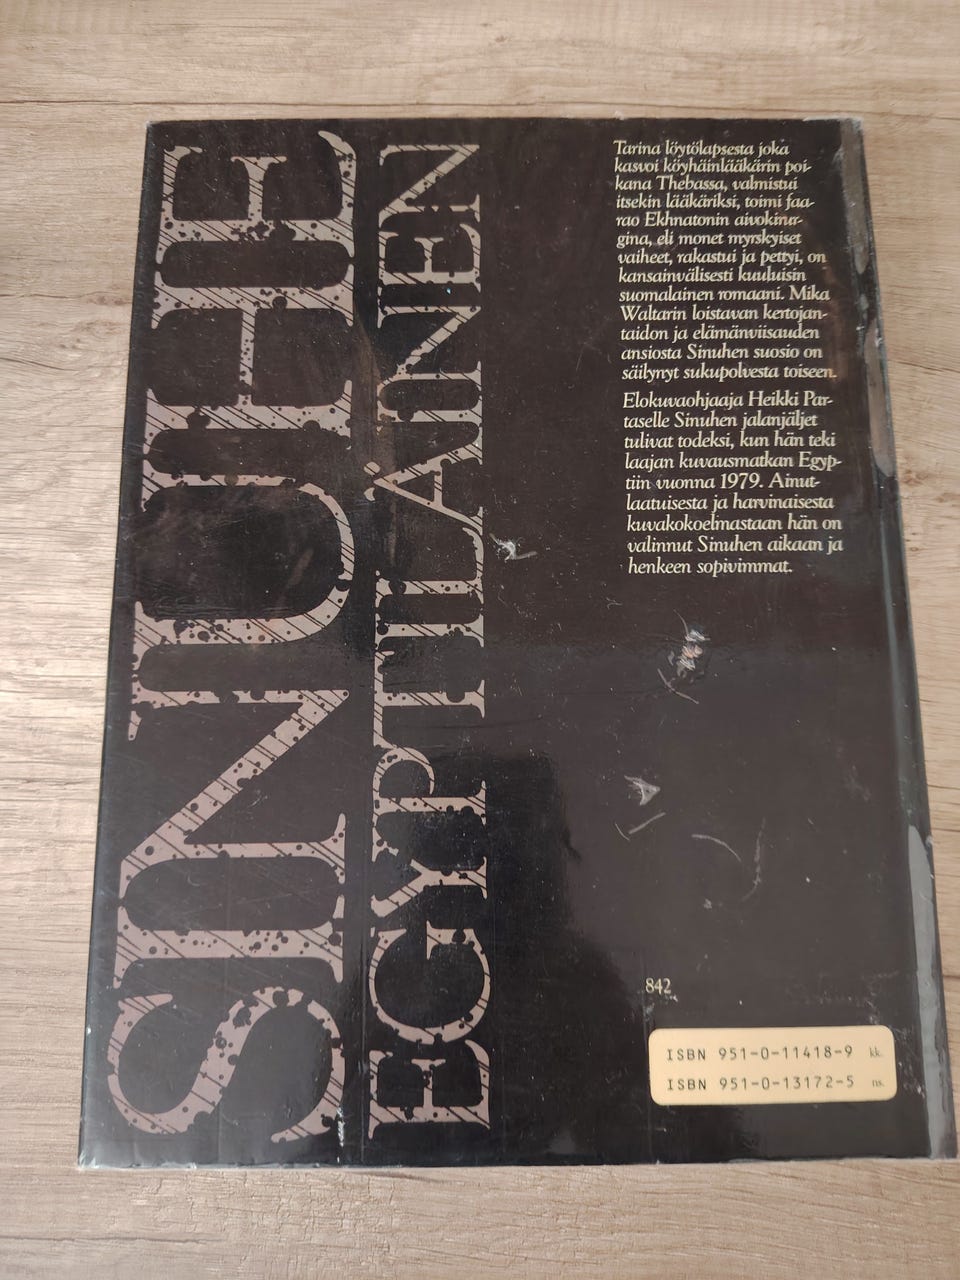 SINUHE
EGYPTILÄINEN
Tarina löytölapsesta joka
kasvoi köyhäinlääkärin poi-
kana Thebassa, valmistui
itsekin lääkäriksi, toimi faa-
rao Ekhnatonin aivokirur-
gina, eli monet myrskyiset
vaiheet, rakastui ja pettyi, on
kansainvälisesti kuuluisin
suomalainen romaani. Mika
Waltarin loistavan kertojan-
taidon ja elämänviisauden
ansiosta Sinuhen suosio on
säilynyt sukupolvesta toiseen.
Elokuvaohjaaja Heikki Par-
taselle Sinuhen jalanjäljet
tulivat todeksi, kun hän teki
laajan kuvausmatkan Egyp-
tiin vuonna 1979. Ainut-
laatuisesta ja harvinaisesta
kuvakokoelmastaan hän on
valinnut Sinuhen aikaan ja
henkeen sopivimmat.
842
ISBN 951-0-11418-9 kk.
ISBN 951-0-13172-5 ns.